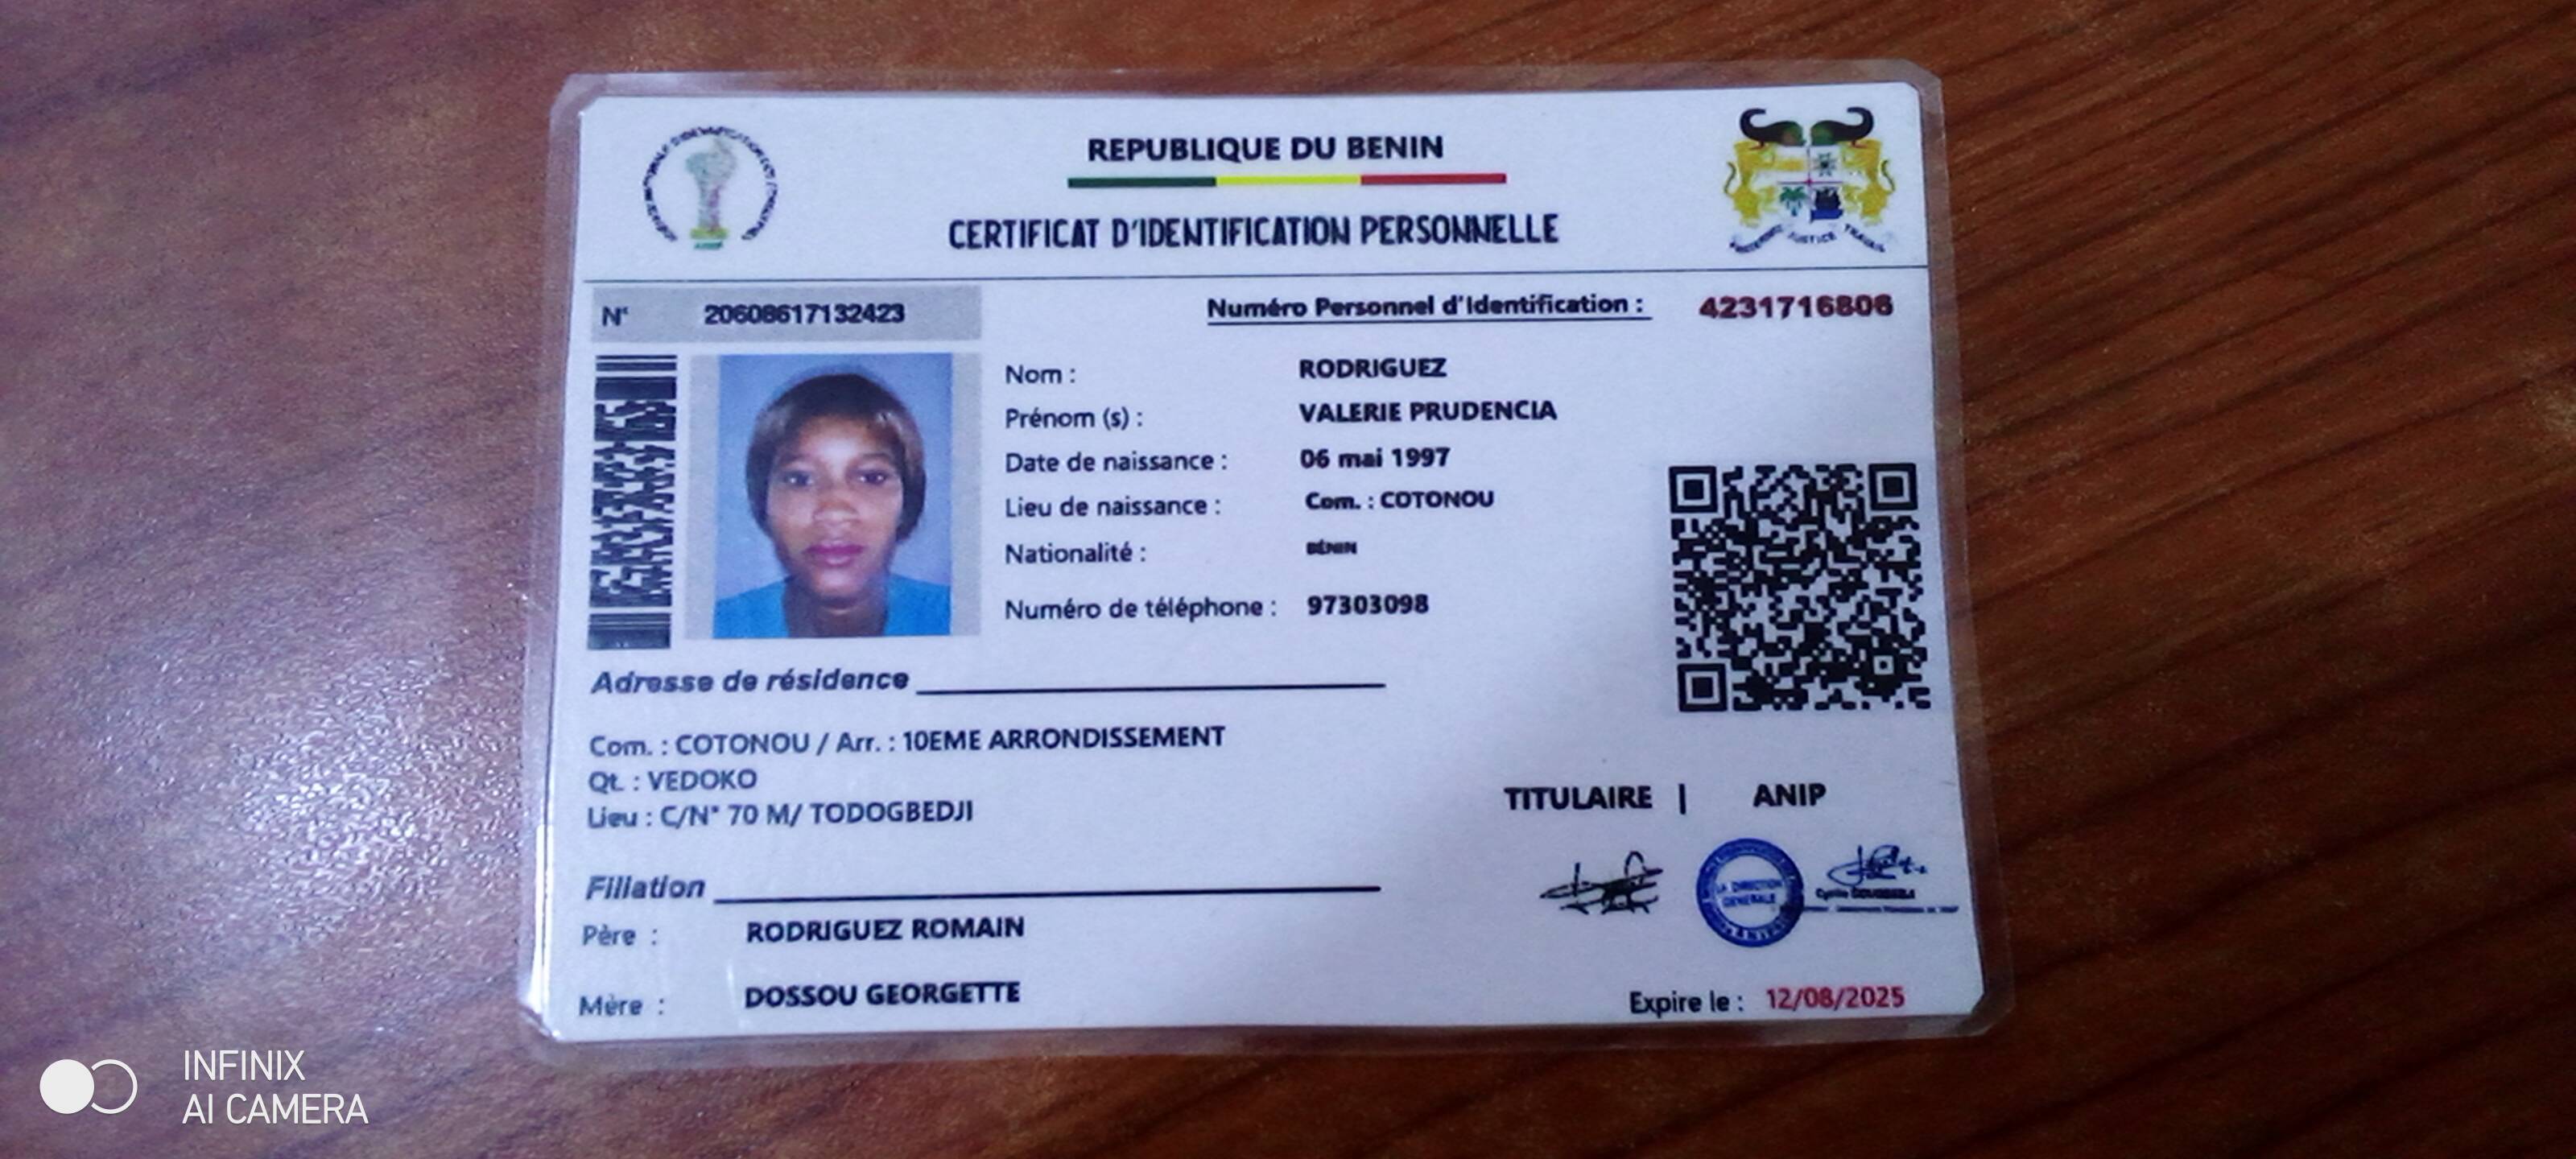 REPUBLIQUE DU BENIN
CERTIFICAT D'IDENTIFICATION PERSONNELLE
N° 20608617132423
Numéro Personnel d'Identification : 4231716806
Nom : RODRIGUEZ
Prénom (s) : VALERIE PRUDENCIA
Date de naissance : 06 mai 1997
Lieu de naissance : Com. : COTONOU
Nationalité : BÉNIN
Numéro de téléphone : 97303098
Adresse de résidence
Com. : COTONOU / Arr. : 10EME ARRONDISSEMENT
Qt. : VEDOKO
Lieu : C/N° 70 M/ TODOGBEDJI
TITULAIRE | ANIP
LA DIRECTION
GENERALE
Filiation
Père : RODRIGUEZ ROMAIN
Mère : DOSSOU GEORGETTE
Expire le : 12/08/2025
INFINIX
AI CAMERA